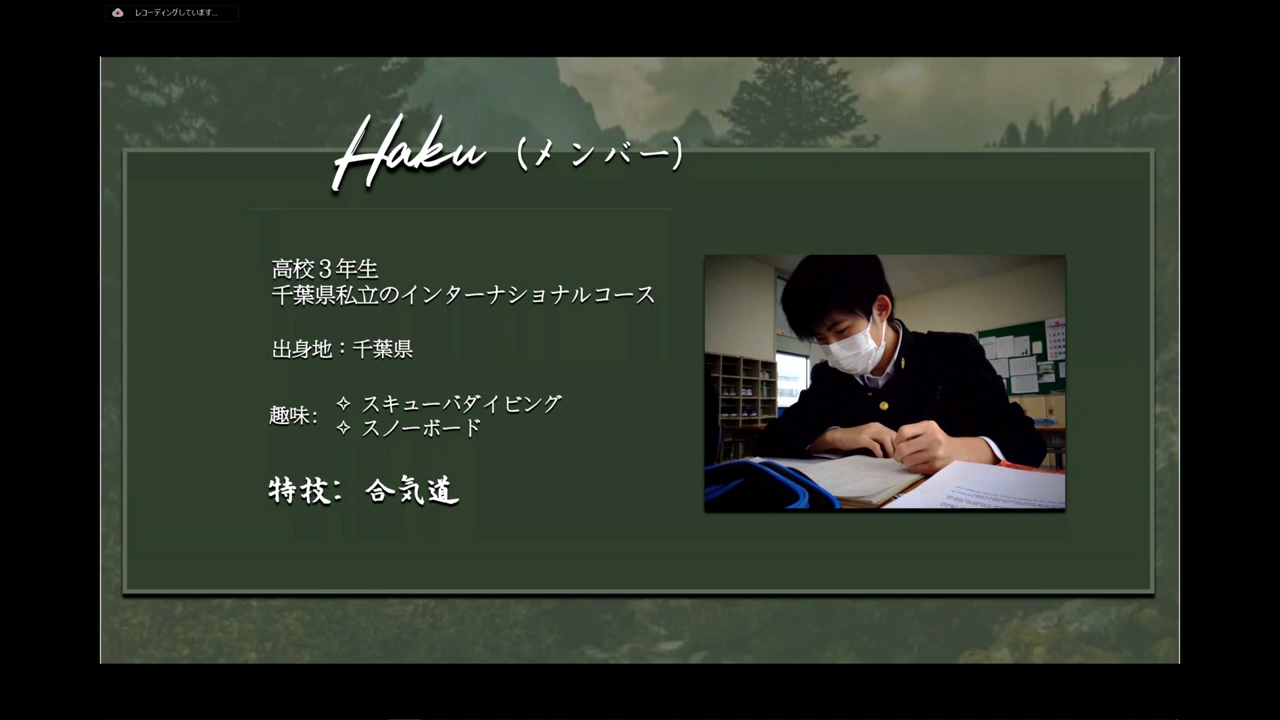 レコーディングしています...
Haku (メンバー)
高校３年生
千葉県私立のインターナショナルコース
出身地：千葉県
趣味: ✧ スキューバダイビング
✧ スノーボード
特技: 合気道